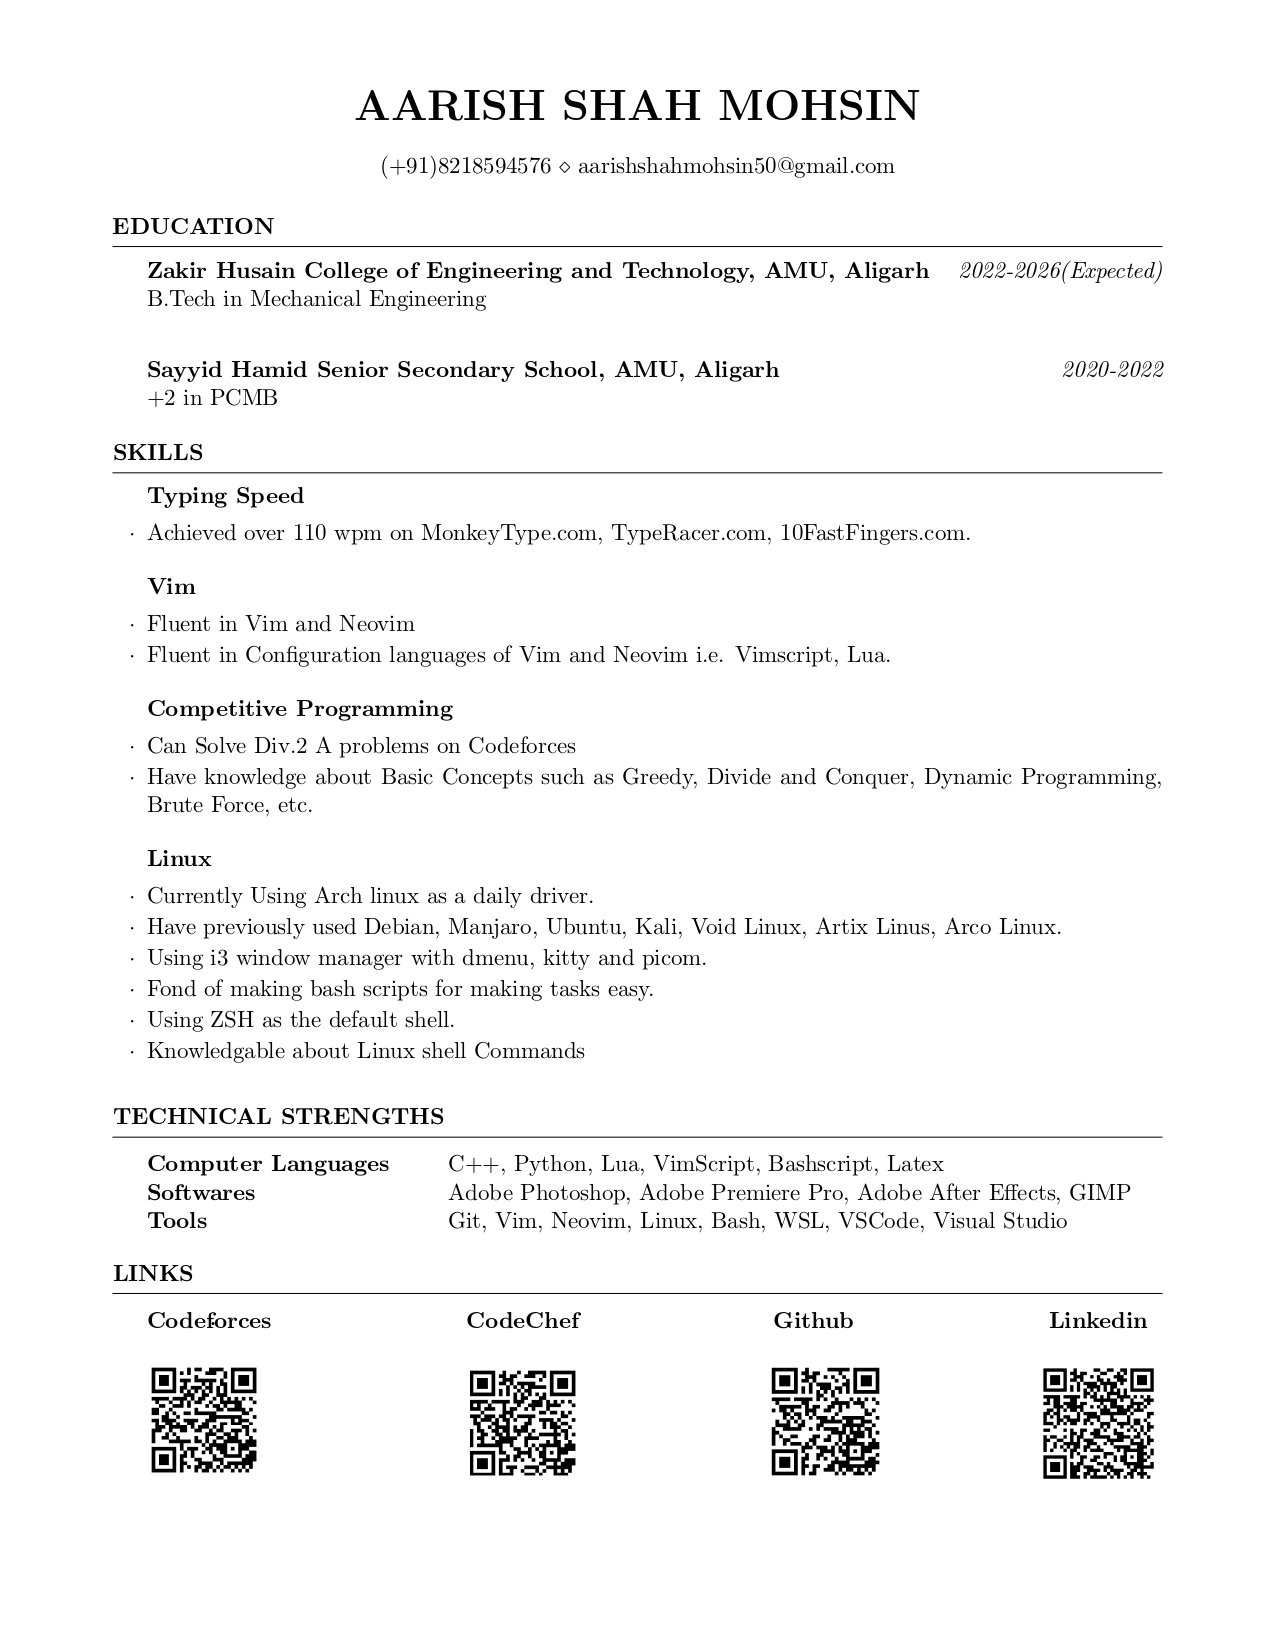 AARISH SHAH MOHSIN
(+91)8218594576 ⋄ aarishshahmohsin50@gmail.com
EDUCATION
Zakir Husain College of Engineering and Technology, AMU, Aligarh 2022-2026(Expected)
B.Tech in Mechanical Engineering
Sayyid Hamid Senior Secondary School, AMU, Aligarh 2020-2022
+2 in PCMB
SKILLS
Typing Speed
· Achieved over 110 wpm on MonkeyType.com, TypeRacer.com, 10FastFingers.com.
Vim
· Fluent in Vim and Neovim
· Fluent in Configuration languages of Vim and Neovim i.e. Vimscript, Lua.
Competitive Programming
· Can Solve Div.2 A problems on Codeforces
· Have knowledge about Basic Concepts such as Greedy, Divide and Conquer, Dynamic Programming,
Brute Force, etc.
Linux
· Currently Using Arch linux as a daily driver.
· Have previously used Debian, Manjaro, Ubuntu, Kali, Void Linux, Artix Linus, Arco Linux.
· Using i3 window manager with dmenu, kitty and picom.
· Fond of making bash scripts for making tasks easy.
· Using ZSH as the default shell.
· Knowledgable about Linux shell Commands
TECHNICAL STRENGTHS
Computer Languages C++, Python, Lua, VimScript, Bashscript, Latex
Softwares Adobe Photoshop, Adobe Premiere Pro, Adobe After Effects, GIMP
Tools Git, Vim, Neovim, Linux, Bash, WSL, VSCode, Visual Studio
LINKS
Codeforces CodeChef Github Linkedin